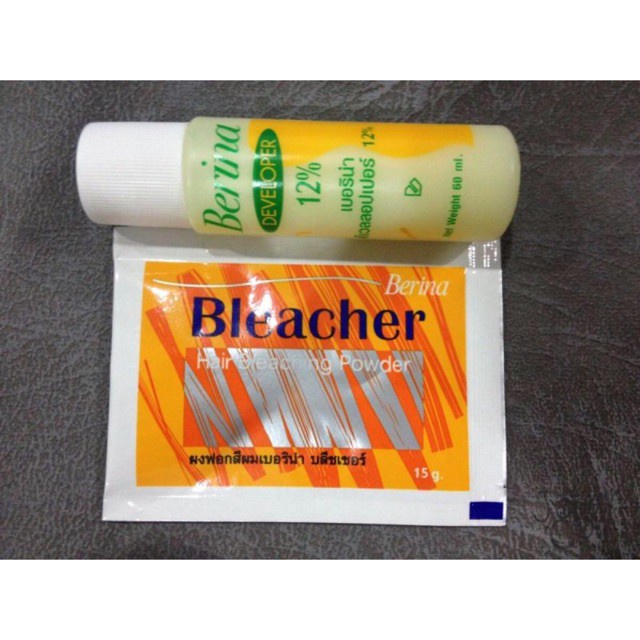 Berina
DEVELOPER
12%
เบอริน่า
ดีเวลลอปเปอร์ 12%
Net Weight 60 ml.
Berina
Bleacher
Hair Bleaching Powder
ผงฟอกสีผมเบอริน่า บลีชเชอร์
15 g.